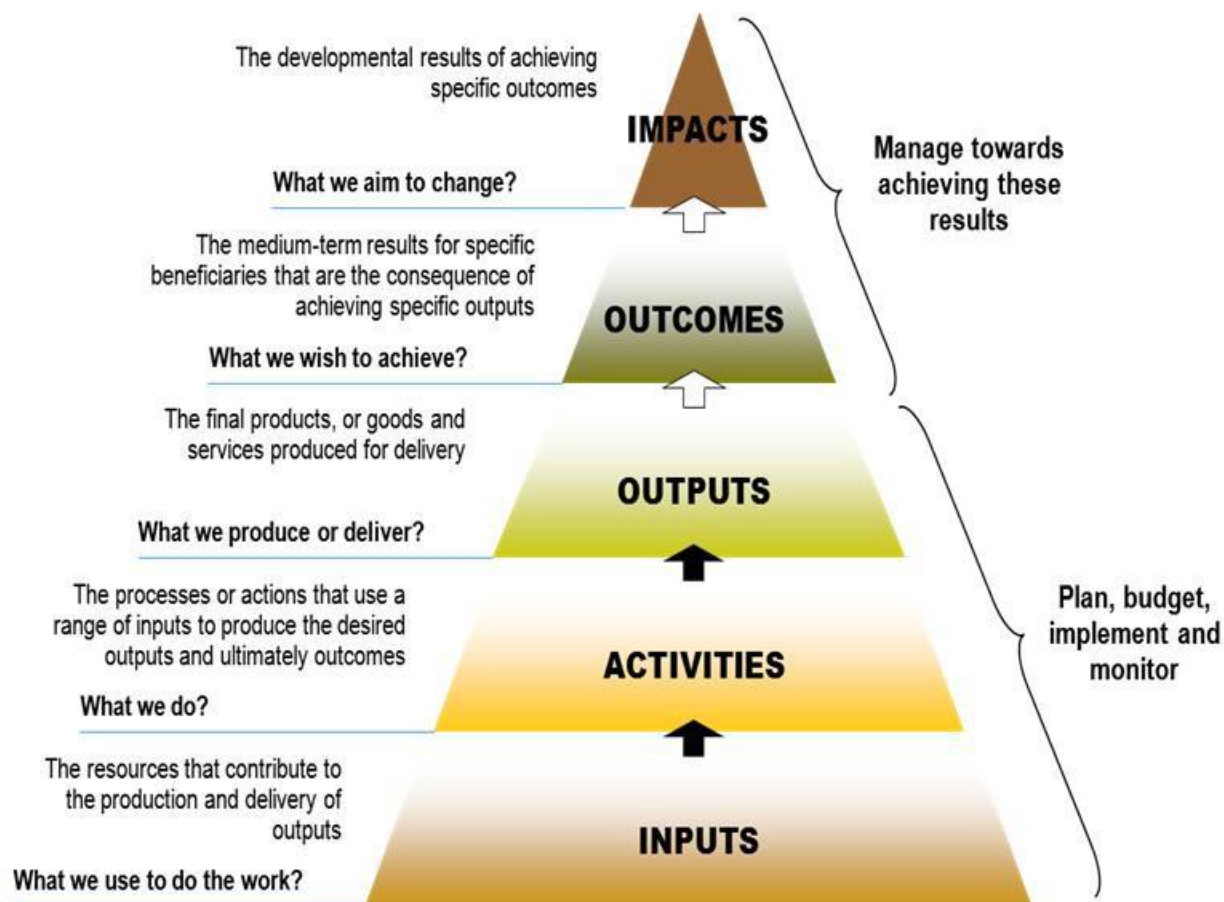 The developmental results of achieving
specific outcomes
IMPACTS
What we aim to change?
Manage towards
achieving these
results
The medium-term results for specific
beneficiaries that are the consequence of
achieving specific outputs
OUTCOMES
What we wish to achieve?
The final products, or goods and
services produced for delivery
OUTPUTS
What we produce or deliver?
The processes or actions that use a
range of inputs to produce the desired
outputs and ultimately outcomes
ACTIVITIES
What we do?
Plan, budget,
implement and
monitor
The resources that contribute to
the production and delivery of
outputs
INPUTS
What we use to do the work?